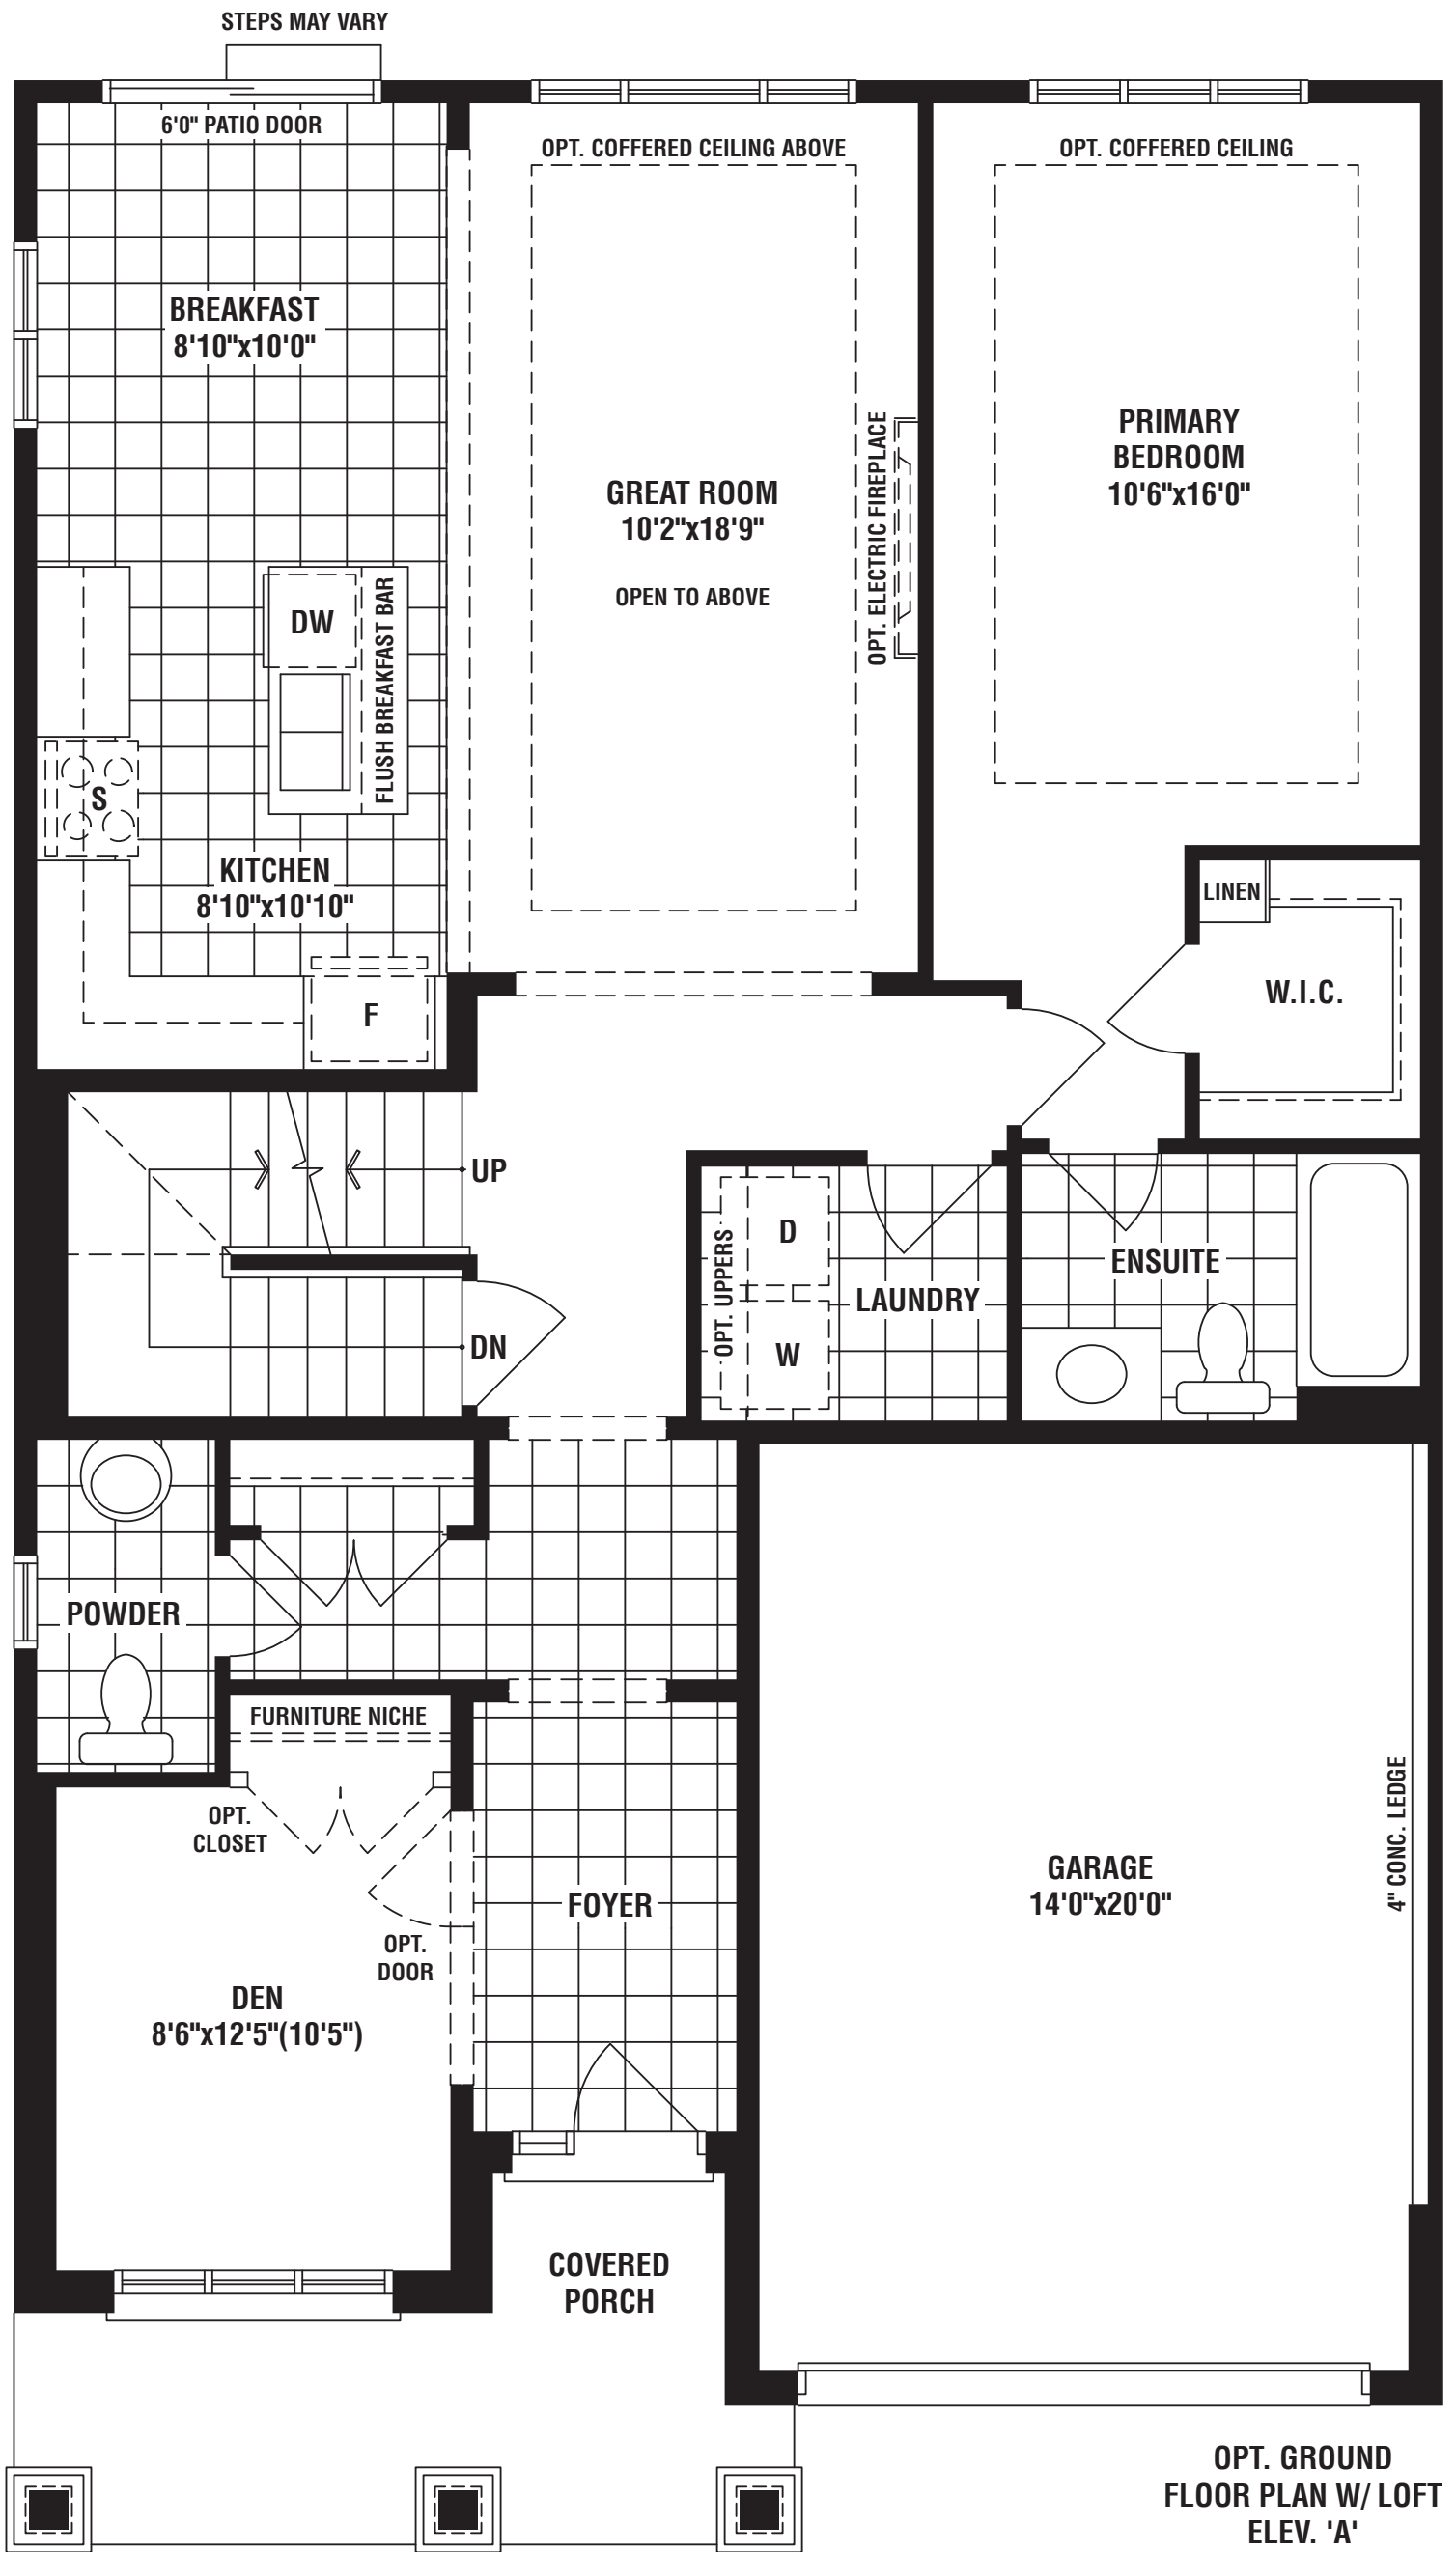 STEPS MAY VARY
6'0" PATIO DOOR
OPT. COFFERED CEILING ABOVE
OPT. COFFERED CEILING
BREAKFAST
8'10"x10'0"
GREAT ROOM
10'2"x18'9"
OPEN TO ABOVE
OPT. ELECTRIC FIREPLACE
PRIMARY
BEDROOM
10'6"x16'0"
DW
FLUSH BREAKFAST BAR
S
KITCHEN
8'10"x10'10"
F
LINEN
W.I.C.
UP
DN
OPT. UPPERS
D
W
LAUNDRY
ENSUITE
POWDER
FURNITURE NICHE
OPT.
CLOSET
OPT.
DOOR
FOYER
DEN
8'6"x12'5"(10'5")
GARAGE
14'0"x20'0"
4" CONC. LEDGE
COVERED
PORCH
OPT. GROUND
FLOOR PLAN W/ LOFT
ELEV. 'A'